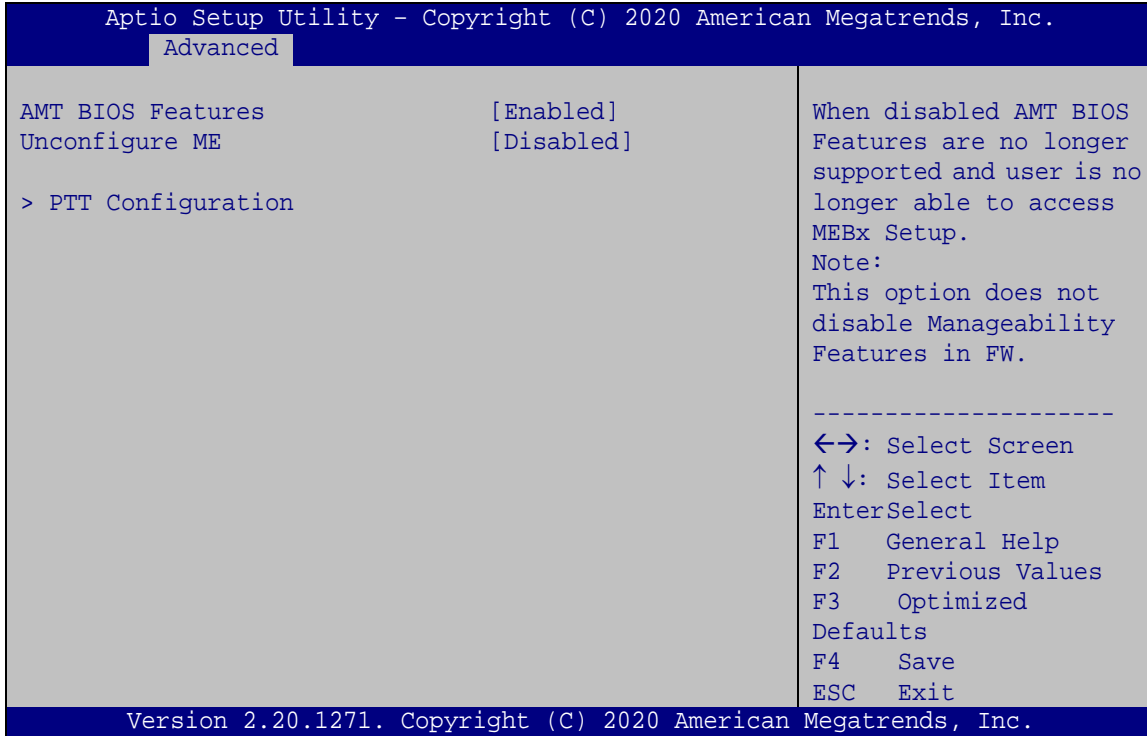 Aptio Setup Utility – Copyright (C) 2020 American Megatrends, Inc.
Advanced
AMT BIOS Features [Enabled]
Unconfigure ME [Disabled]
> PTT Configuration
When disabled AMT BIOS
Features are no longer
supported and user is no
longer able to access
MEBx Setup.
Note:
This option does not
disable Manageability
Features in FW.
---------------------
←→: Select Screen
↑ ↓: Select Item
EnterSelect
F1 General Help
F2 Previous Values
F3 Optimized
Defaults
F4 Save
ESC Exit
Version 2.20.1271. Copyright (C) 2020 American Megatrends, Inc.